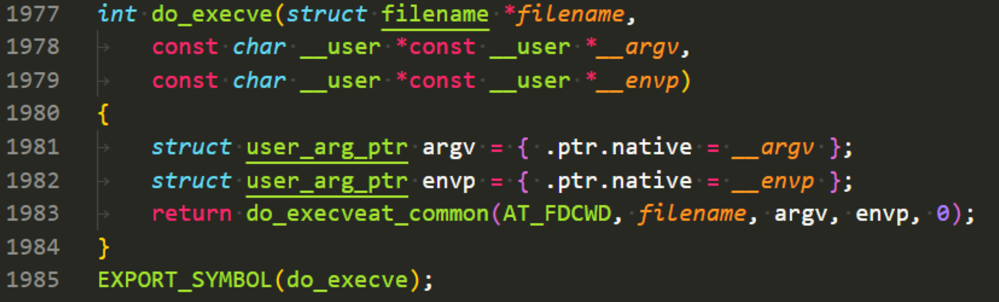 1977 int do_execve(struct filename *filename,
1978 const char __user *const __user *__argv,
1979 const char __user *const __user *__envp)
1980 {
1981 struct user_arg_ptr argv = { .ptr.native = __argv };
1982 struct user_arg_ptr envp = { .ptr.native = __envp };
1983 return do_execveat_common(AT_FDCWD, filename, argv, envp, 0);
1984 }
1985 EXPORT_SYMBOL(do_execve);